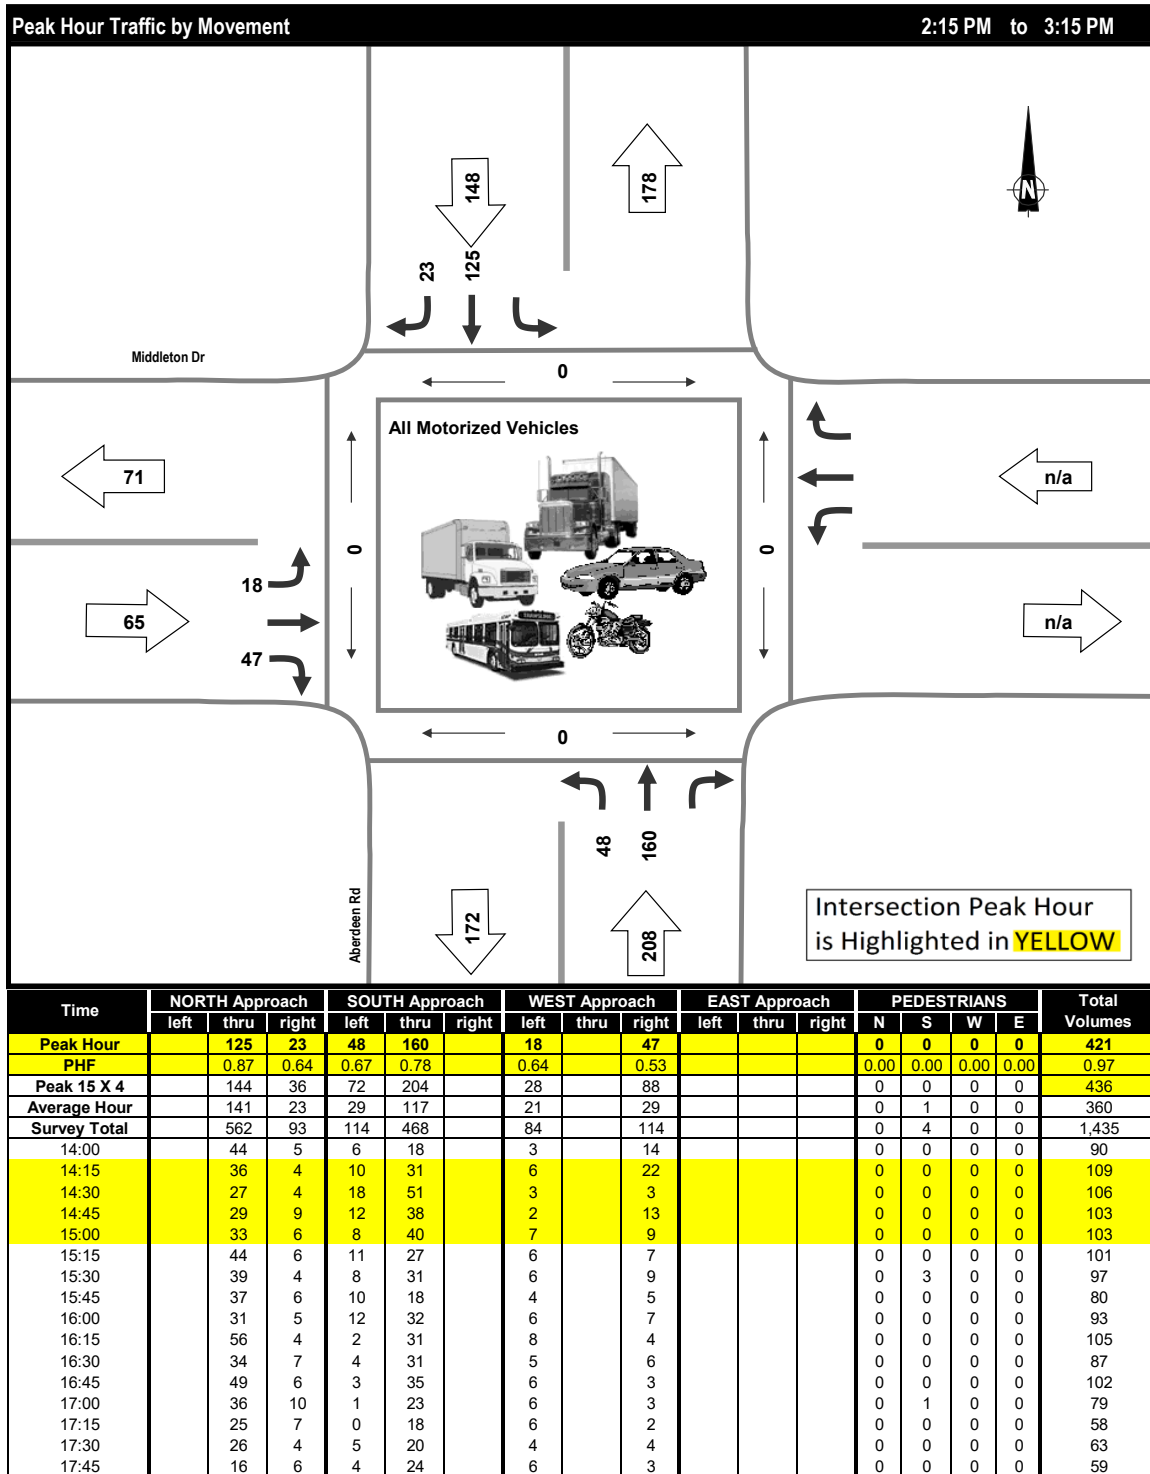 Peak Hour Traffic by Movement 2:15 PM to 3:15 PM
148
178
23
125
N
Middleton Dr
0
All Motorized Vehicles
71
n/a
0
0
18
65
n/a
47
0
48
160
Aberdeen Rd
172
208
Intersection Peak Hour
is Highlighted in YELLOW
Time NORTH Approach SOUTH Approach WEST Approach EAST Approach PEDESTRIANS Total
left thru right left thru right left thru right left thru right N S W E Volumes
Peak Hour 125 23 48 160 18 47 0 0 0 0 421
PHF 0.87 0.64 0.67 0.78 0.64 0.53 0.00 0.00 0.00 0.00 0.97
Peak 15 X 4 144 36 72 204 28 88 0 0 0 0 436
Average Hour 141 23 29 117 21 29 0 1 0 0 360
Survey Total 562 93 114 468 84 114 0 4 0 0 1,435
14:00 44 5 6 18 3 14 0 0 0 0 90
14:15 36 4 10 31 6 22 0 0 0 0 109
14:30 27 4 18 51 3 3 0 0 0 0 106
14:45 29 9 12 38 2 13 0 0 0 0 103
15:00 33 6 8 40 7 9 0 0 0 0 103
15:15 44 6 11 27 6 7 0 0 0 0 101
15:30 39 4 8 31 6 9 0 3 0 0 97
15:45 37 6 10 18 4 5 0 0 0 0 80
16:00 31 5 12 32 6 7 0 0 0 0 93
16:15 56 4 2 31 8 4 0 0 0 0 105
16:30 34 7 4 31 5 6 0 0 0 0 87
16:45 49 6 3 35 6 3 0 0 0 0 102
17:00 36 10 1 23 6 3 0 1 0 0 79
17:15 25 7 0 18 6 2 0 0 0 0 58
17:30 26 4 5 20 4 4 0 0 0 0 63
17:45 16 6 4 24 6 3 0 0 0 0 59